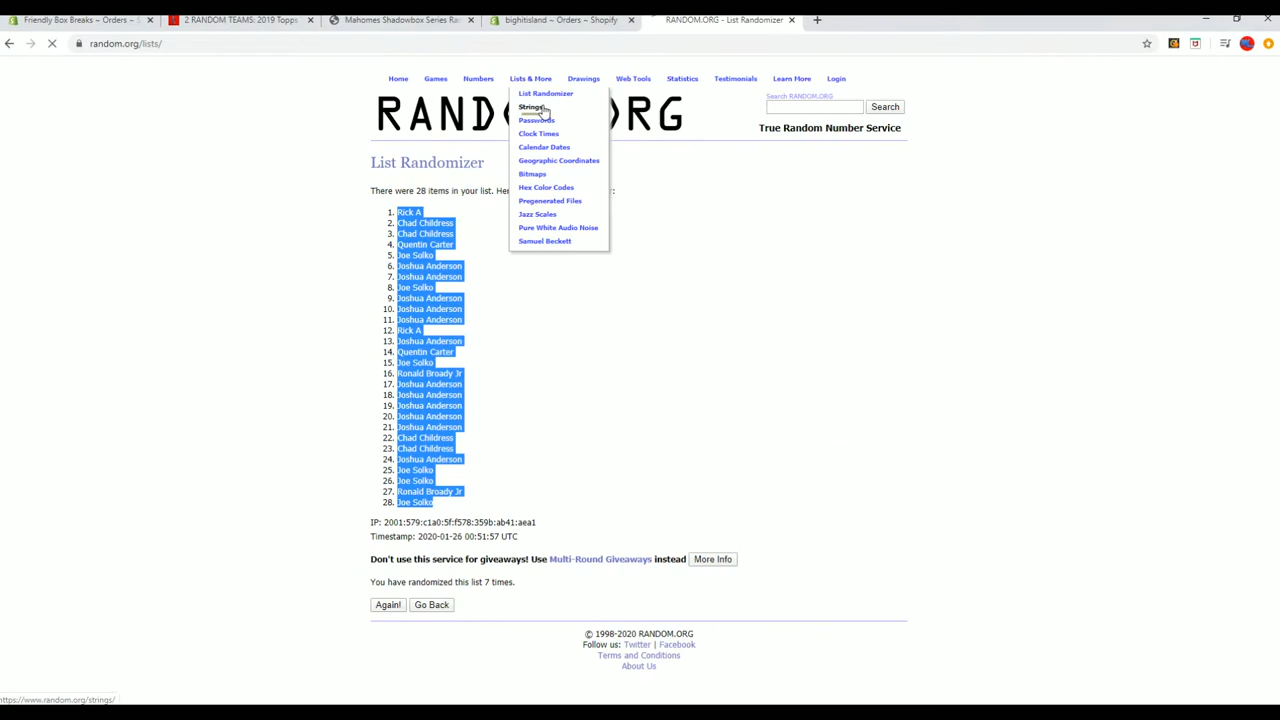 Friendly Box Breaks ~ Orders ~ S
2 RANDOM TEAMS: 2019 Topps
Mahomes Shadowbox Series Ra
bighitisland ~ Orders ~ Shopify
RANDOM.ORG - List Randomizer
random.org/lists/
Home
Games
Numbers
Lists & More
Drawings
Web Tools
Statistics
Testimonials
Learn More
Login
List Randomizer
Strings
Passwords
Clock Times
Calendar Dates
Geographic Coordinates
Bitmaps
Hex Color Codes
Pregenerated Files
Jazz Scales
Pure White Audio Noise
Samuel Beckett
Search RANDOM.ORG
Search
RAND RG
True Random Number Service
List Randomizer
There were 28 items in your list. Her :
1. Rick A
2. Chad Childress
3. Chad Childress
4. Quentin Carter
5. Joe Solko
6. Joshua Anderson
7. Joshua Anderson
8. Joe Solko
9. Joshua Anderson
10. Joshua Anderson
11. Joshua Anderson
12. Rick A
13. Joshua Anderson
14. Quentin Carter
15. Joe Solko
16. Ronald Broady Jr
17. Joshua Anderson
18. Joshua Anderson
19. Joshua Anderson
20. Joshua Anderson
21. Joshua Anderson
22. Chad Childress
23. Chad Childress
24. Joshua Anderson
25. Joe Solko
26. Joe Solko
27. Ronald Broady Jr
28. Joe Solko
IP: 2001:579:c1a0:5f:f578:359b:ab41:aea1
Timestamp: 2020-01-26 00:51:57 UTC
Don't use this service for giveaways! Use Multi-Round Giveaways instead More Info
You have randomized this list 7 times.
Again! Go Back
© 1998-2020 RANDOM.ORG
Follow us: Twitter | Facebook
Terms and Conditions
About Us
https://www.random.org/strings/